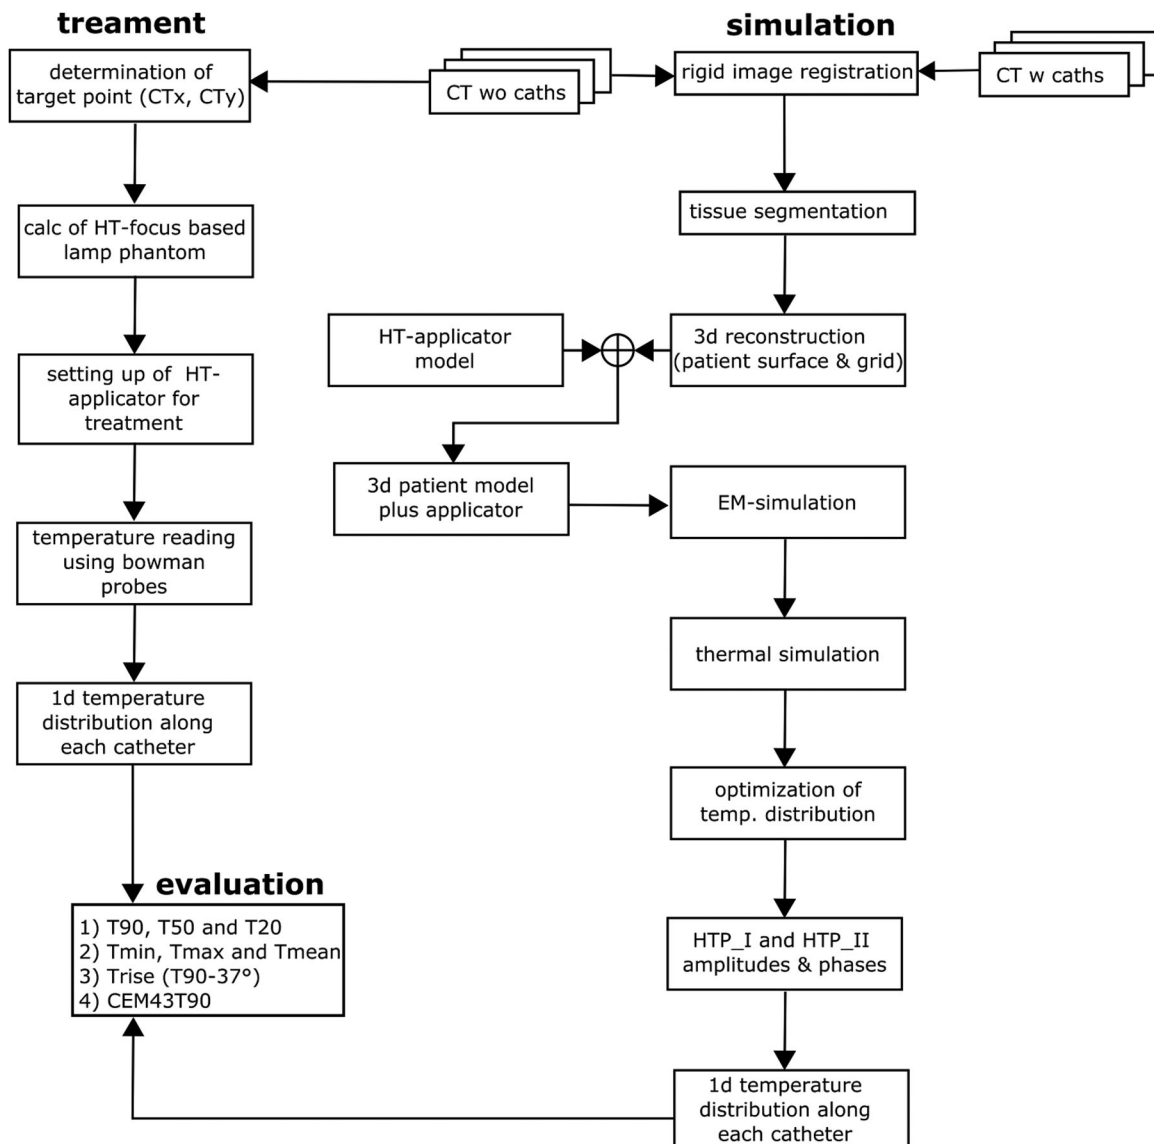 treament
simulation
determination of
target point (CTx, CTy)
CT wo caths
rigid image registration
CT w caths
calc of HT-focus based
lamp phantom
tissue segmentation
setting up of HT-
applicator for
treatment
HT-applicator
model
3d reconstruction
(patient surface & grid)
3d patient model
plus applicator
EM-simulation
temperature reading
using bowman
probes
thermal simulation
1d temperature
distribution along
each catheter
optimization of
temp. distribution
evaluation
1) T90, T50 and T20
2) Tmin, Tmax and Tmean
3) Trise (T90-37°)
4) CEM43T90
HTP_I and HTP_II
amplitudes & phases
1d temperature
distribution along
each catheter